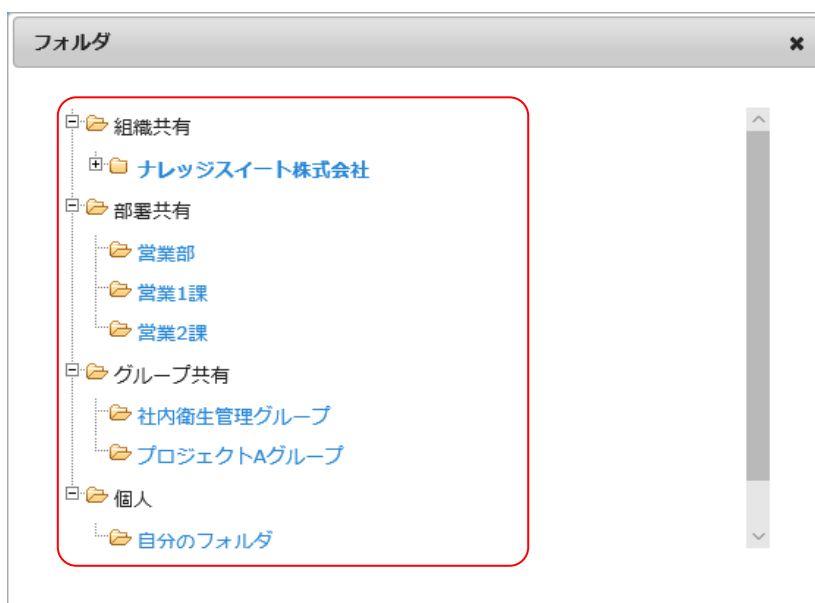 フォルダ
組織共有
ナレッジスイート株式会社
部署共有
営業部
営業1課
営業2課
グループ共有
社内衛生管理グループ
プロジェクトAグループ
個人
自分のフォルダ